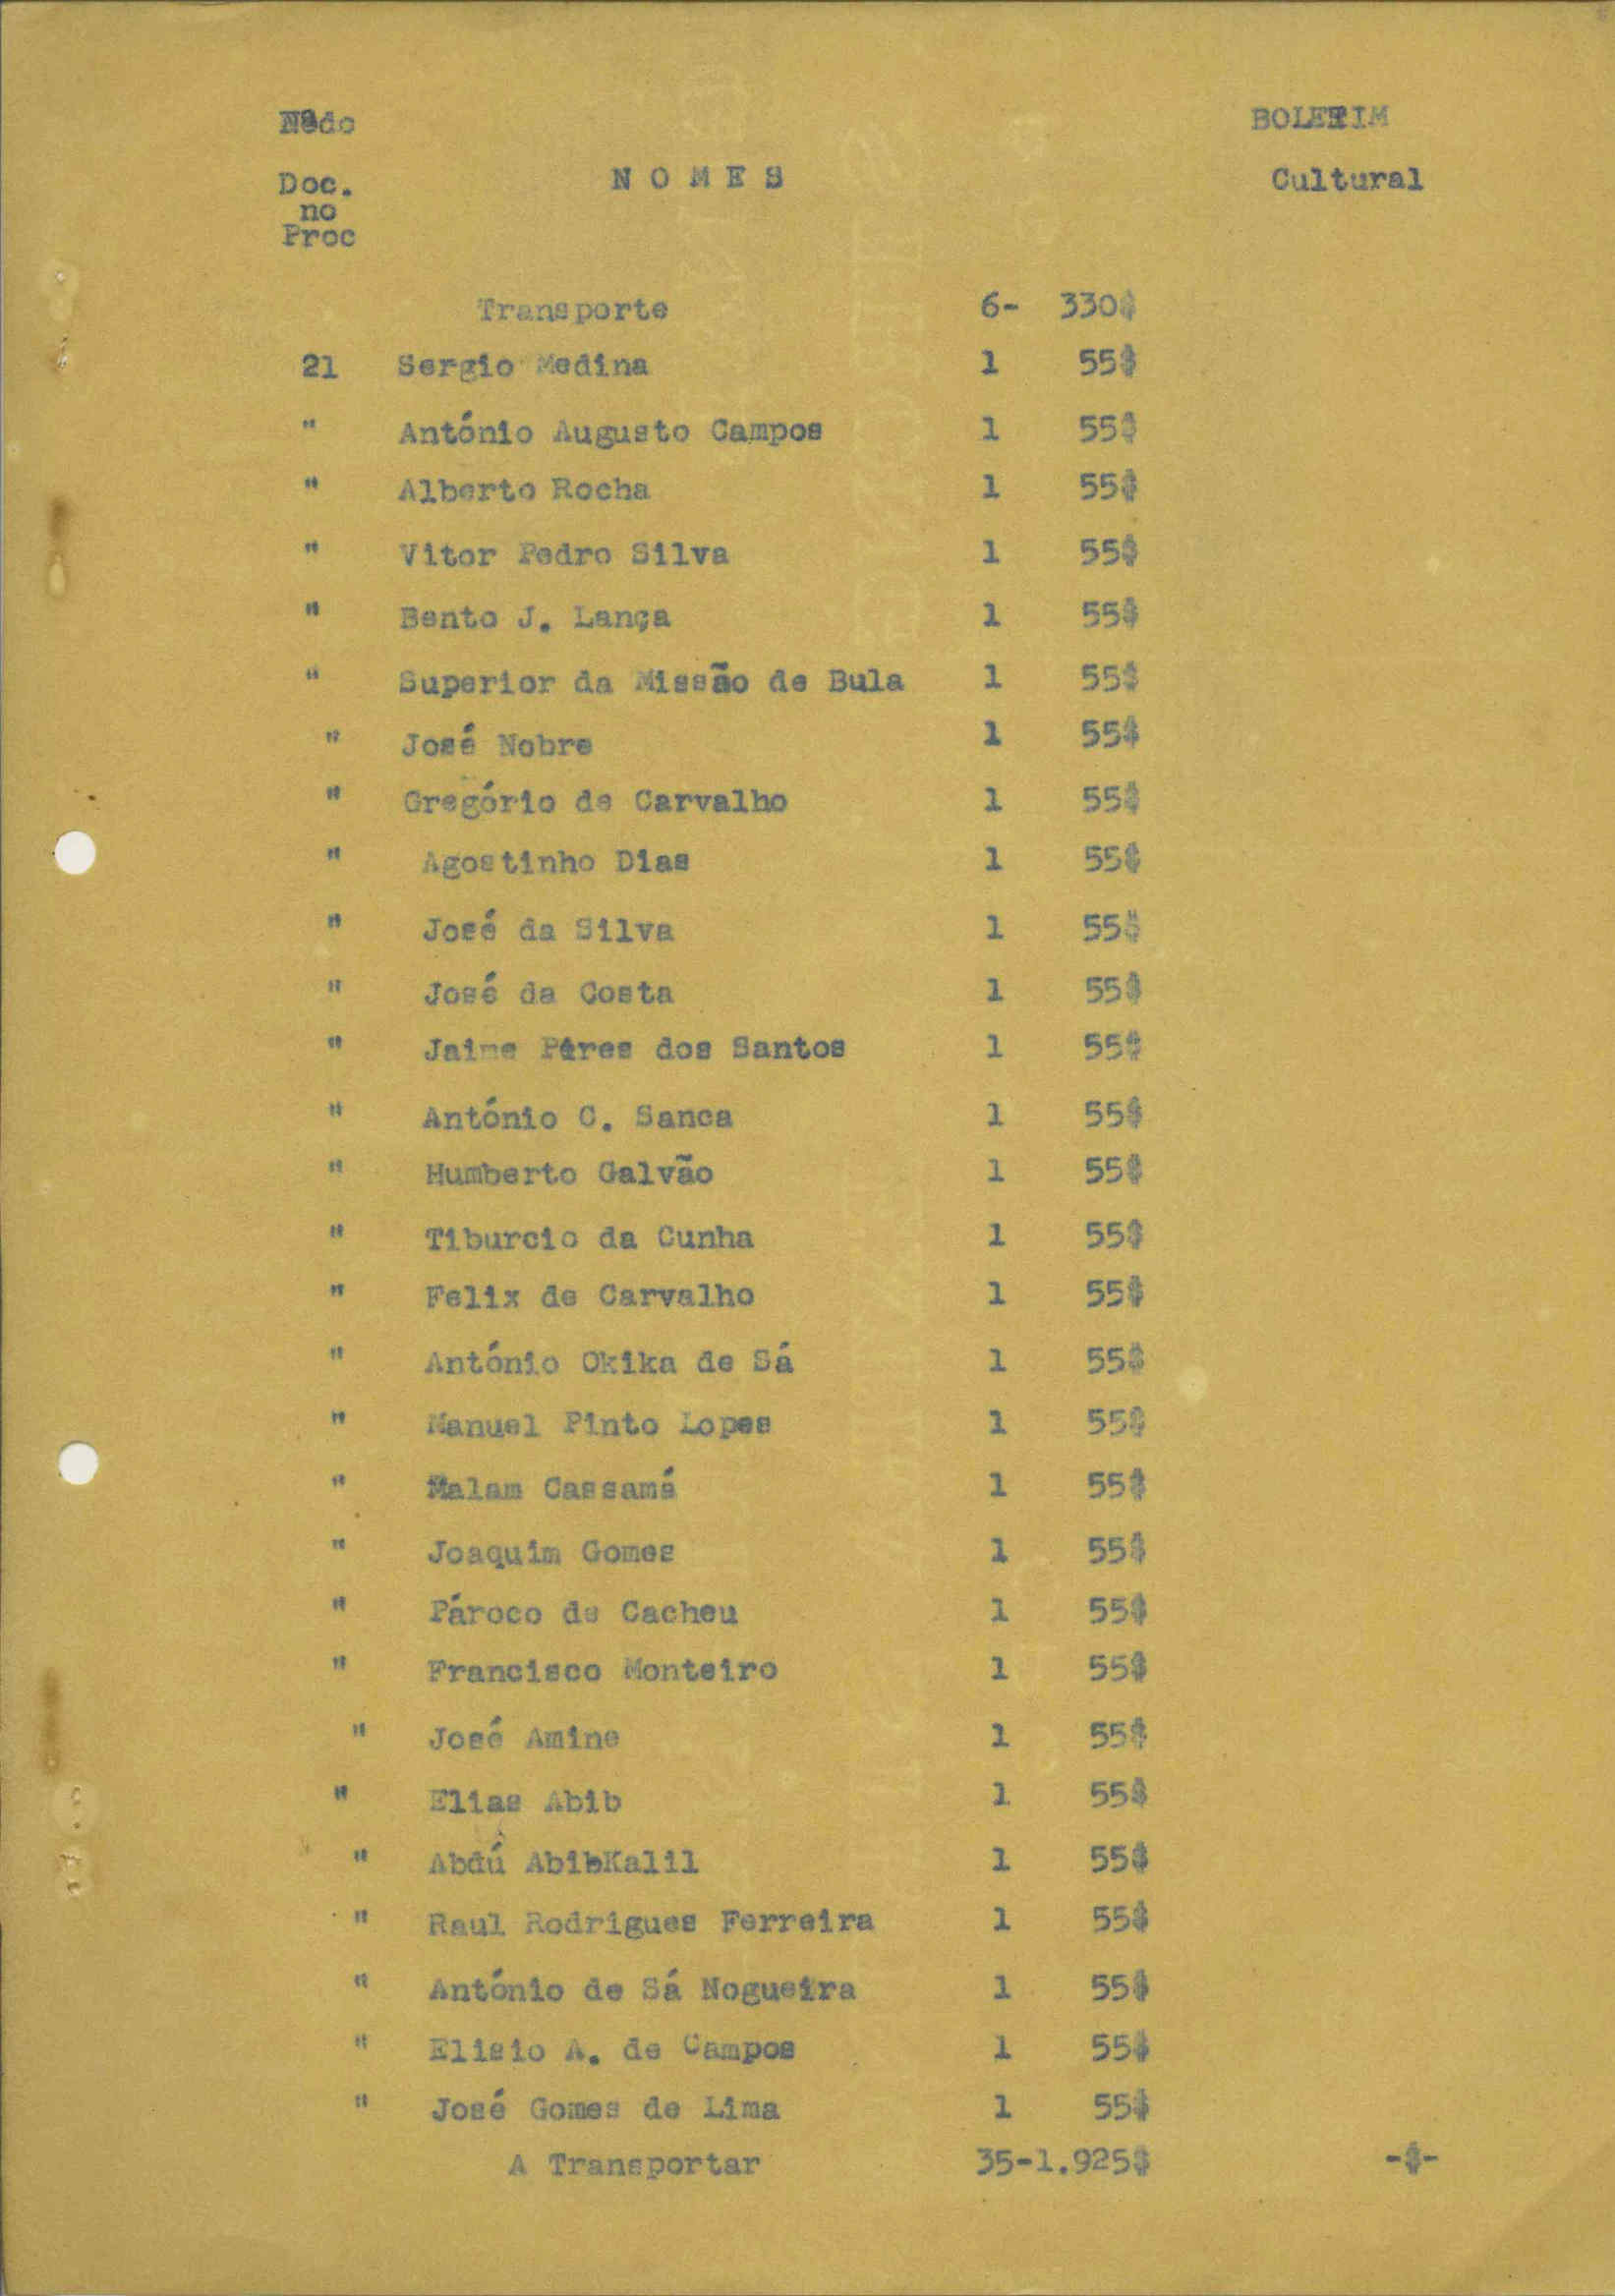 Nºdo BOLETIM
Doc. N O M E S Cultural
no
Proc
Transporte 6- 330$
21 Sergio Medina 1 55$
" António Augusto Campos 1 55$
" Alberto Rocha 1 55$
" Vitor Pedro Silva 1 55$
" Bento J. Lança 1 55$
" Superior da Missão de Bula 1 55$
" José Nobre 1 55$
" Gregório de Carvalho 1 55$
" Agostinho Dias 1 55$
" José da Silva 1 55$
" José da Costa 1 55$
" Jaime Péres dos Santos 1 55$
" António C. Sanca 1 55$
" Humberto Galvão 1 55$
" Tiburcio da Cunha 1 55$
" Felix de Carvalho 1 55$
" António Okika de Sá 1 55$
" Manuel Pinto Lopes 1 55$
" Malam Cassamá 1 55$
" Joaquim Gomes 1 55$
" Pároco de Cacheu 1 55$
" Francisco Monteiro 1 55$
" José Amine 1 55$
" Elias Abib 1 55$
" Abdú AbibKalil 1 55$
" Raul Rodrigues Ferreira 1 55$
" António de Sá Nogueira 1 55$
" Elisio A. de Campos 1 55$
" José Gomes de Lima 1 55$
A Transportar 35-1.925$ -$-